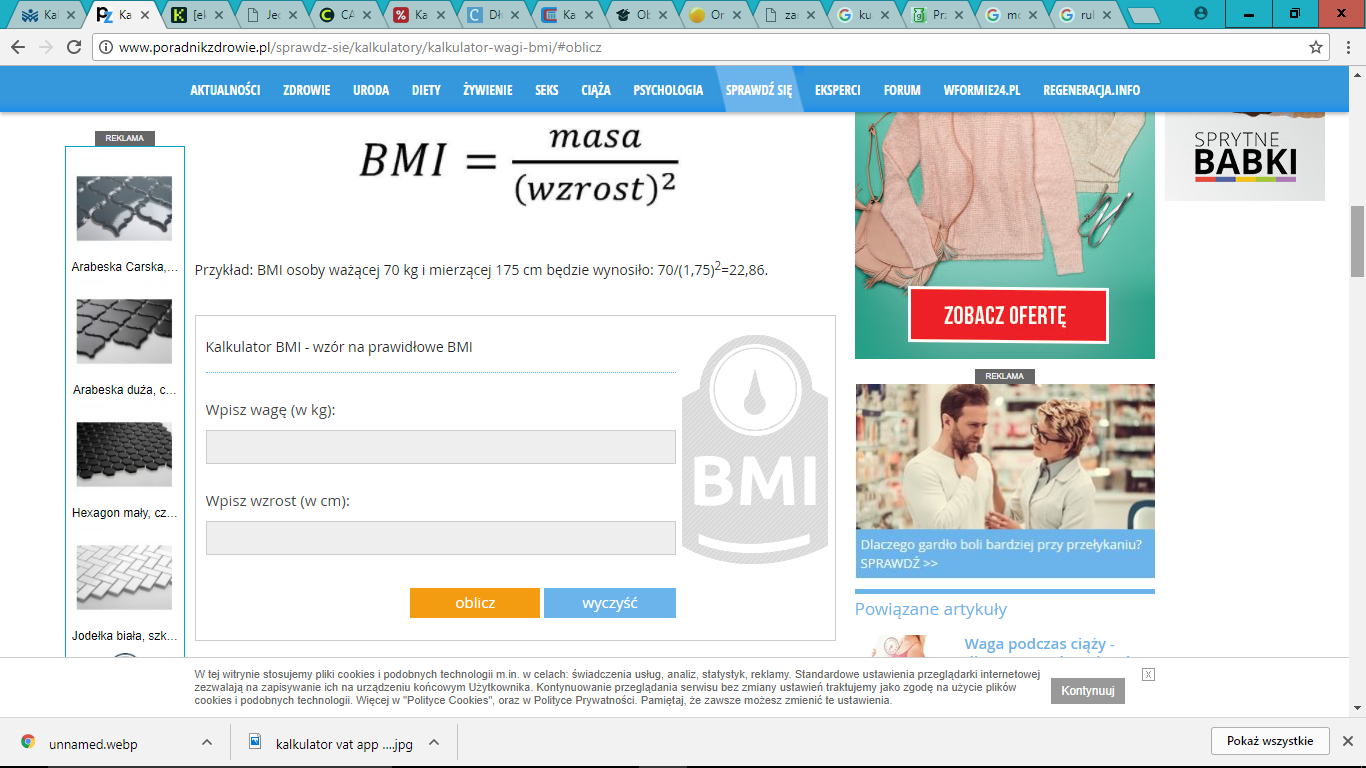 Kal
Ka
[ek
Jec
CA
Ka
Dło
Ka
Ob
Or
za
ku
Prz
mo
rul
www.poradnikzdrowie.pl/sprawdz-sie/kalkulatory/kalkulator-wagi-bmi/#oblicz
AKTUALNOŚCI ZDROWIE URODA DIETY ŻYWIENIE SEKS CIĄŻA PSYCHOLOGIA SPRAWDŹ SIĘ EKSPERCI FORUM WFORMIE24.PL REGENERACJA.INFO
REKLAMA
Arabeska Carska,...
Arabeska duża, c...
Hexagon mały, cz...
Jodełka biała, szk...
BMI = masa / (wzrost)²
Przykład: BMI osoby ważącej 70 kg i mierzącej 175 cm będzie wynosiło: 70/(1,75)²=22,86.
Kalkulator BMI - wzór na prawidłowe BMI
Wpisz wagę (w kg):
Wpisz wzrost (w cm):
oblicz
wyczyść
BMI
ZOBACZ OFERTĘ
SPRYTNE
BABKI
REKLAMA
Dlaczego gardło boli bardziej przy przełykaniu?
SPRAWDŹ >>
Powiązane artykuły
Waga podczas ciąży -
W tej witrynie stosujemy pliki cookies i podobnych technologii m.in. w celach: świadczenia usług, analiz, statystyk, reklamy. Standardowe ustawienia przeglądarki internetowej
zezwalają na zapisywanie ich na urządzeniu końcowym Użytkownika. Kontynuowanie przeglądania serwisu bez zmiany ustawień traktujemy jako zgodę na użycie plików
cookies i podobnych technologii. Więcej w "Polityce Cookies", oraz w Polityce Prywatności. Pamiętaj, że zawsze możesz zmienić te ustawienia.
Kontynuuj
X
unnamed.webp
kalkulator vat app ....jpg
Pokaż wszystkie